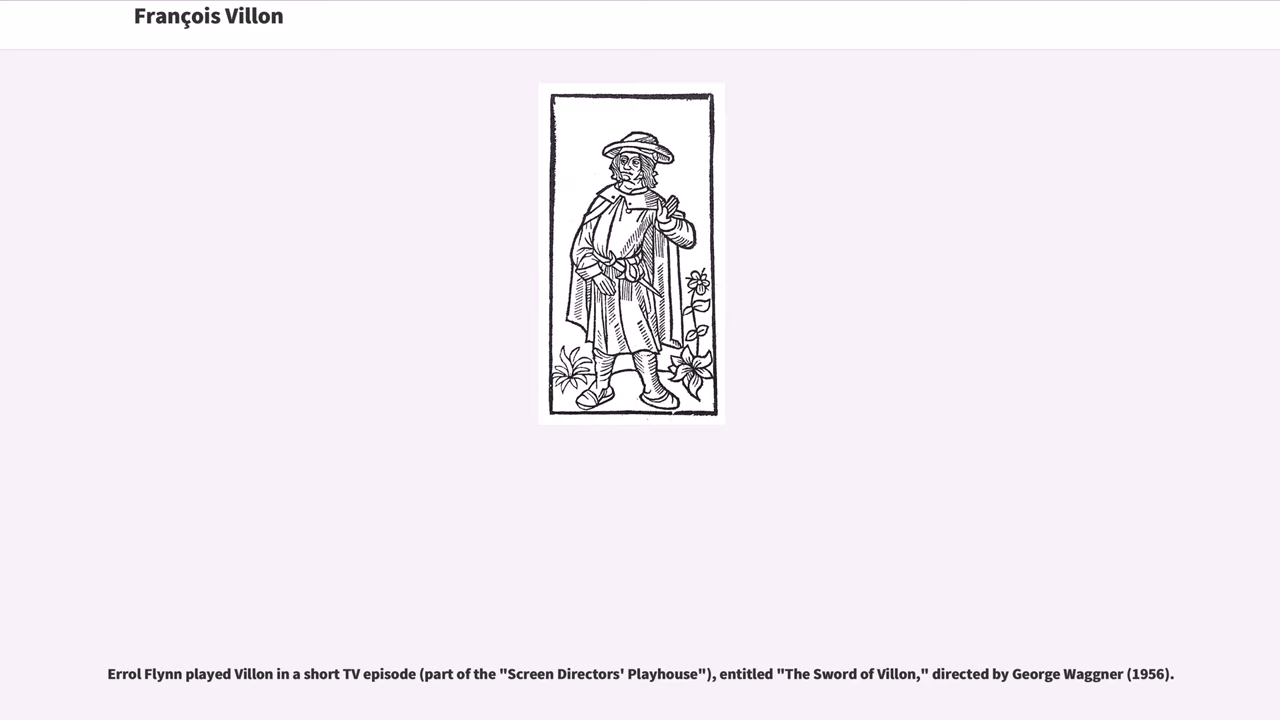 François Villon
Errol Flynn played Villon in a short TV episode (part of the "Screen Directors' Playhouse"), entitled "The Sword of Villon," directed by George Waggner (1956).